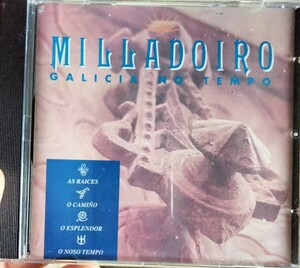 MILLADOIRO
GALICIA NO TEMPO
AS RAICES
O CAMIÑO
O ESPLENDOR
O NOSO TEMPO